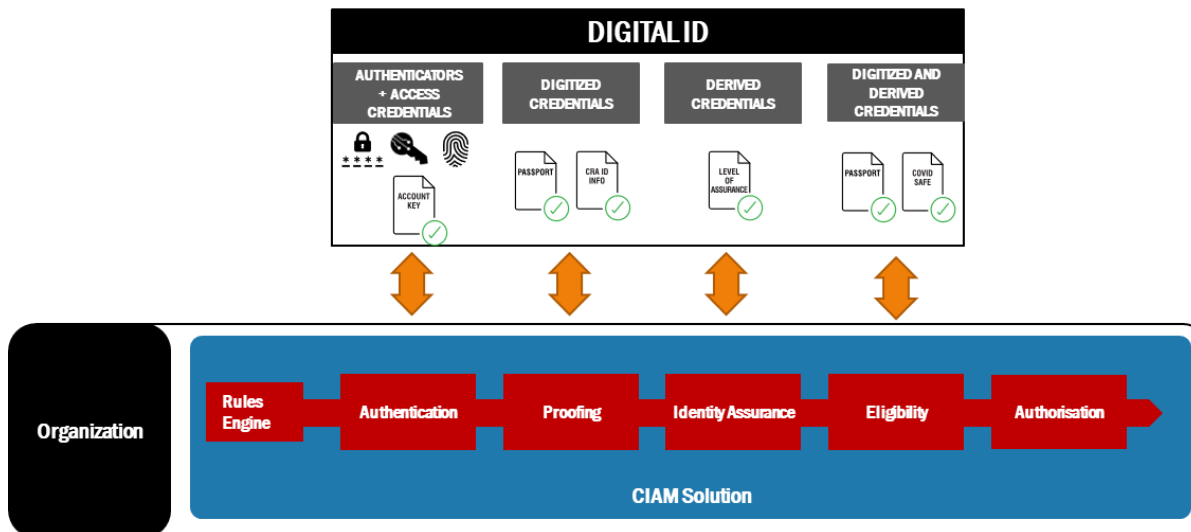 DIGITAL ID
AUTHENTICATORS
+ ACCESS
CREDENTIALS
DIGITIZED
CREDENTIALS
DERIVED
CREDENTIALS
DIGITIZED AND
DERIVED
CREDENTIALS
* * * *
ACCOUNT
KEY
PASSPORT
CRA ID
INFO
LEVEL
OF
ASSURANCE
PASSPORT
COVID
SAFE
Organization
Rules
Engine
Authentication
Proofing
Identity Assurance
Eligibility
Authorisation
CIAM Solution